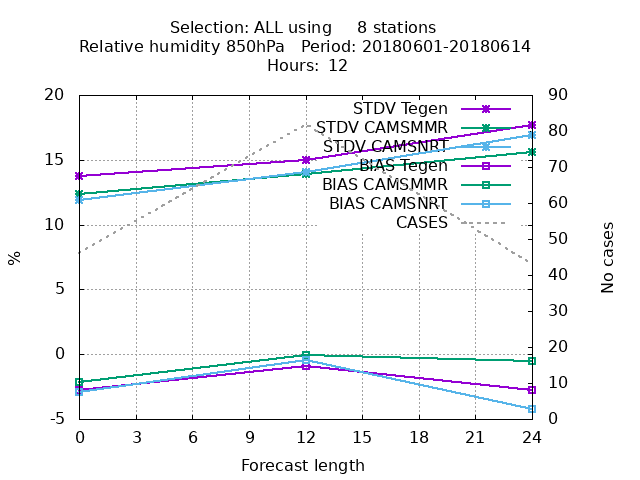 Selection: ALL using 8 stations
Relative humidity 850hPa Period: 20180601-20180614
Hours: 12
20
15
10
5
0
-5
%
90
80
70
60
50
40
30
20
10
0
No cases
STDV Tegen
STDV CAMSMMR
STDV CAMSNRT
BIAS Tegen
BIAS CAMSMMR
BIAS CAMSNRT
CASES
0 3 6 9 12 15 18 21 24
Forecast length